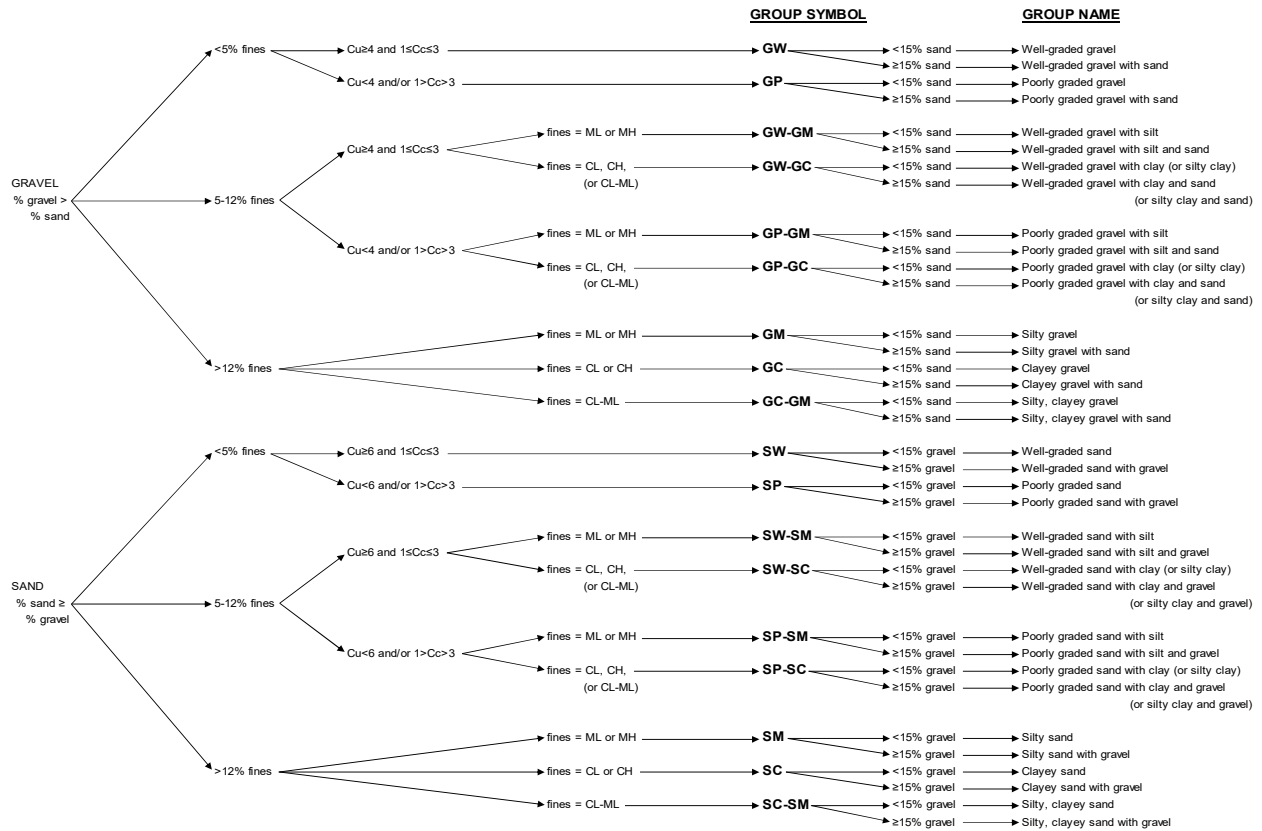 GROUP SYMBOL GROUP NAME
<5% fines Cu≥4 and 1≤Cc≤3 GW <15% sand Well-graded gravel
≥15% sand Well-graded gravel with sand
Cu<4 and/or 1>Cc>3 GP <15% sand Poorly graded gravel
≥15% sand Poorly graded gravel with sand
fines = ML or MH GW-GM <15% sand Well-graded gravel with silt
Cu≥4 and 1≤Cc≤3 ≥15% sand Well-graded gravel with silt and sand
fines = CL, CH, GW-GC <15% sand Well-graded gravel with clay (or silty clay)
(or CL-ML) ≥15% sand Well-graded gravel with clay and sand
GRAVEL
% gravel > 5-12% fines (or silty clay and sand)
% sand
fines = ML or MH GP-GM <15% sand Poorly graded gravel with silt
Cu<4 and/or 1>Cc>3 ≥15% sand Poorly graded gravel with silt and sand
fines = CL, CH, GP-GC <15% sand Poorly graded gravel with clay (or silty clay)
(or CL-ML) ≥15% sand Poorly graded gravel with clay and sand
(or silty clay and sand)
fines = ML or MH GM <15% sand Silty gravel
≥15% sand Silty gravel with sand
>12% fines fines = CL or CH GC <15% sand Clayey gravel
≥15% sand Clayey gravel with sand
fines = CL-ML GC-GM <15% sand Silty, clayey gravel
≥15% sand Silty, clayey gravel with sand
<5% fines Cu≥6 and 1≤Cc≤3 SW <15% gravel Well-graded sand
≥15% gravel Well-graded sand with gravel
Cu<6 and/or 1>Cc>3 SP <15% gravel Poorly graded sand
≥15% gravel Poorly graded sand with gravel
fines = ML or MH SW-SM <15% gravel Well-graded sand with silt
Cu≥6 and 1≤Cc≤3 ≥15% gravel Well-graded sand with silt and gravel
fines = CL, CH, SW-SC <15% gravel Well-graded sand with clay (or silty clay)
SAND (or CL-ML) ≥15% gravel Well-graded sand with clay and gravel
% sand ≥ 5-12% fines (or silty clay and gravel)
% gravel
fines = ML or MH SP-SM <15% gravel Poorly graded sand with silt
Cu<6 and/or 1>Cc>3 ≥15% gravel Poorly graded sand with silt and gravel
fines = CL, CH, SP-SC <15% gravel Poorly graded sand with clay (or silty clay)
(or CL-ML) ≥15% gravel Poorly graded sand with clay and gravel
(or silty clay and gravel)
fines = ML or MH SM <15% gravel Silty sand
≥15% gravel Silty sand with gravel
>12% fines fines = CL or CH SC <15% gravel Clayey sand
≥15% gravel Clayey sand with gravel
fines = CL-ML SC-SM <15% gravel Silty, clayey sand
≥15% gravel Silty, clayey sand with gravel